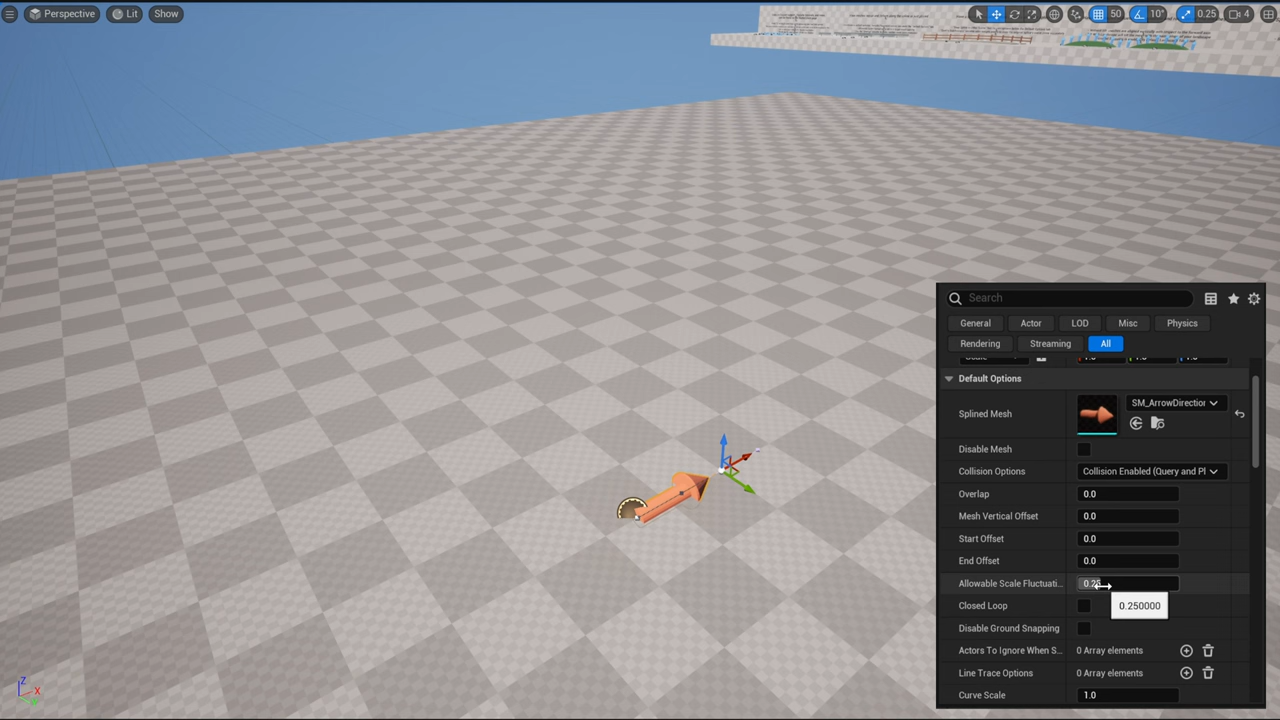 Perspective Lit Show 50 10° 0.25 4
Search
General Actor LOD Misc Physics
Rendering Streaming All
Default Options
Splined Mesh SM_ArrowDirection
Disable Mesh
Collision Options Collision Enabled (Query and Pl
Overlap 0.0
Mesh Vertical Offset 0.0
Start Offset 0.0
End Offset 0.0
Allowable Scale Fluctuati... 0.25
Closed Loop 0.250000
Disable Ground Snapping
Actors To Ignore When S... 0 Array elements
Line Trace Options 0 Array elements
Curve Scale 1.0
Z
X